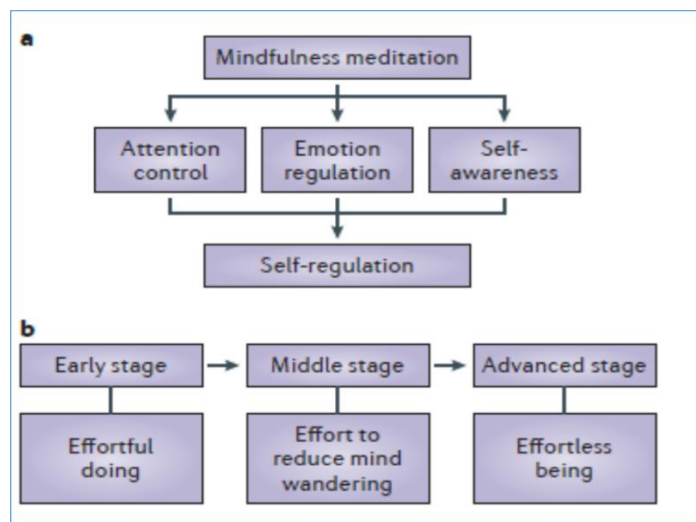 a
Mindfulness meditation
Attention
control
Emotion
regulation
Self-
awareness
Self-regulation
b
Early stage
Middle stage
Advanced stage
Effortful
doing
Effort to
reduce mind
wandering
Effortless
being